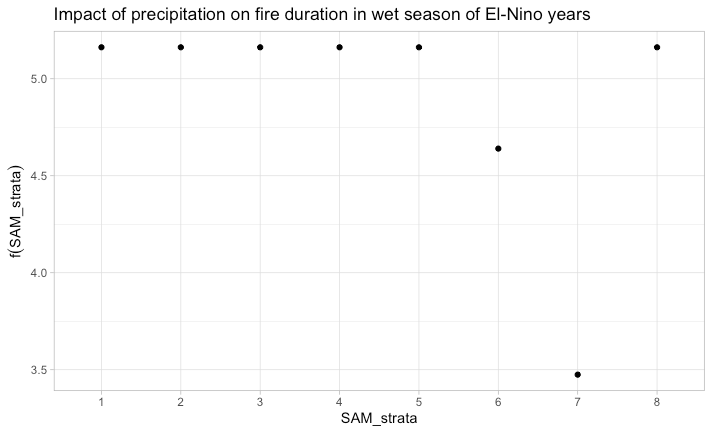 Impact of precipitation on fire duration in wet season of El-Nino years
5.0
4.5
4.0
3.5
f(SAM_strata)
1 2 3 4 5 6 7 8
SAM_strata